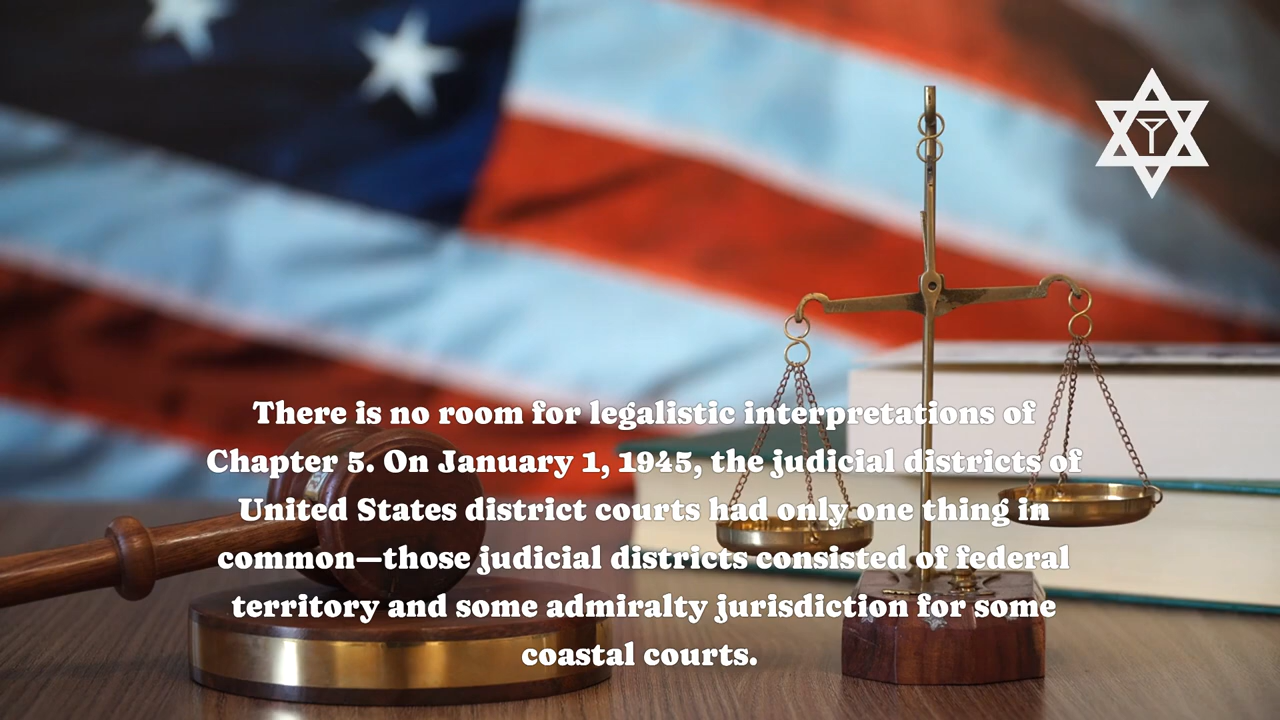 There is no room for legalistic interpretations of
Chapter 5. On January 1, 1945, the judicial districts of
United States district courts had only one thing in
common—those judicial districts consisted of federal
territory and some admiralty jurisdiction for some
coastal courts.